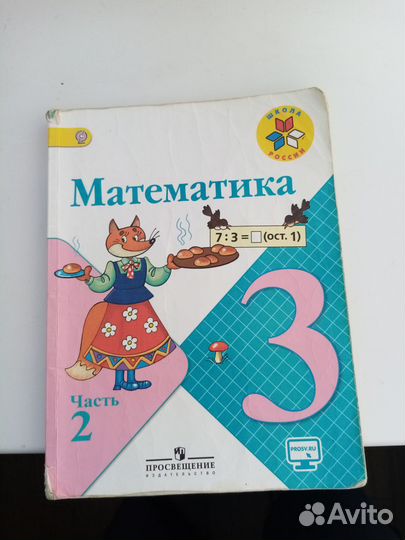 ШКОЛА
РОССИИ
Математика
7 : 3 = (ост. 1)
3
Часть
2
ПРОСВЕЩЕНИЕ
ИЗДАТЕЛЬСТВО
PROSV.RU
Avito